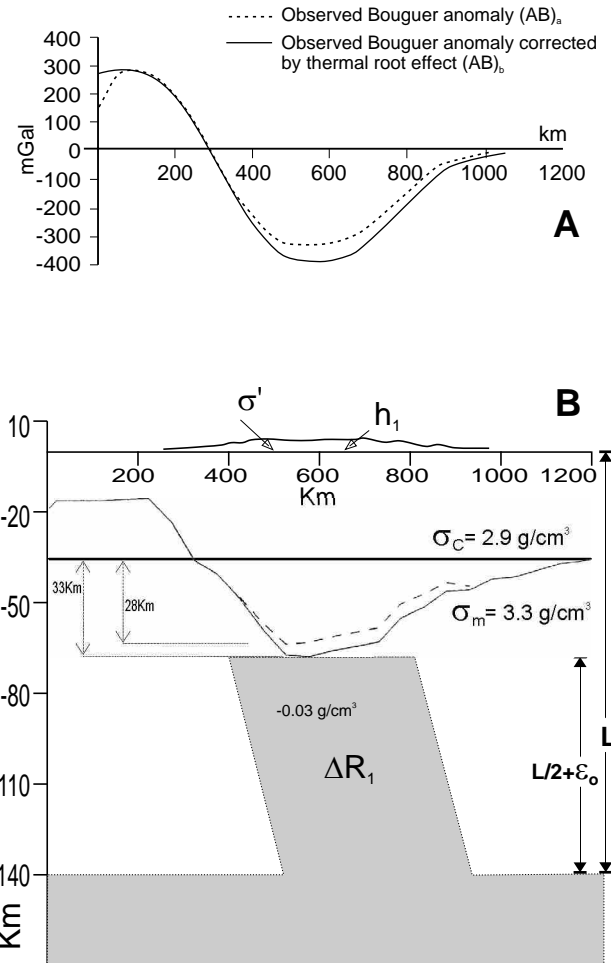 Observed Bouguer anomaly (AB)ₐ
Observed Bouguer anomaly corrected
by thermal root effect (AB)b
400
300
200
100
0
-100
-200
-300
-400
mGal
km
200
400
600
800
1000
1200
A
B
σ'
h₁
10
-20
-50
-80
-110
140
Km
200
400
600
800
1000
1200
Km
σC= 2.9 g/cm³
σm= 3.3 g/cm³
33Km
28Km
-0.03 g/cm³
ΔR₁
L/2+εo
L